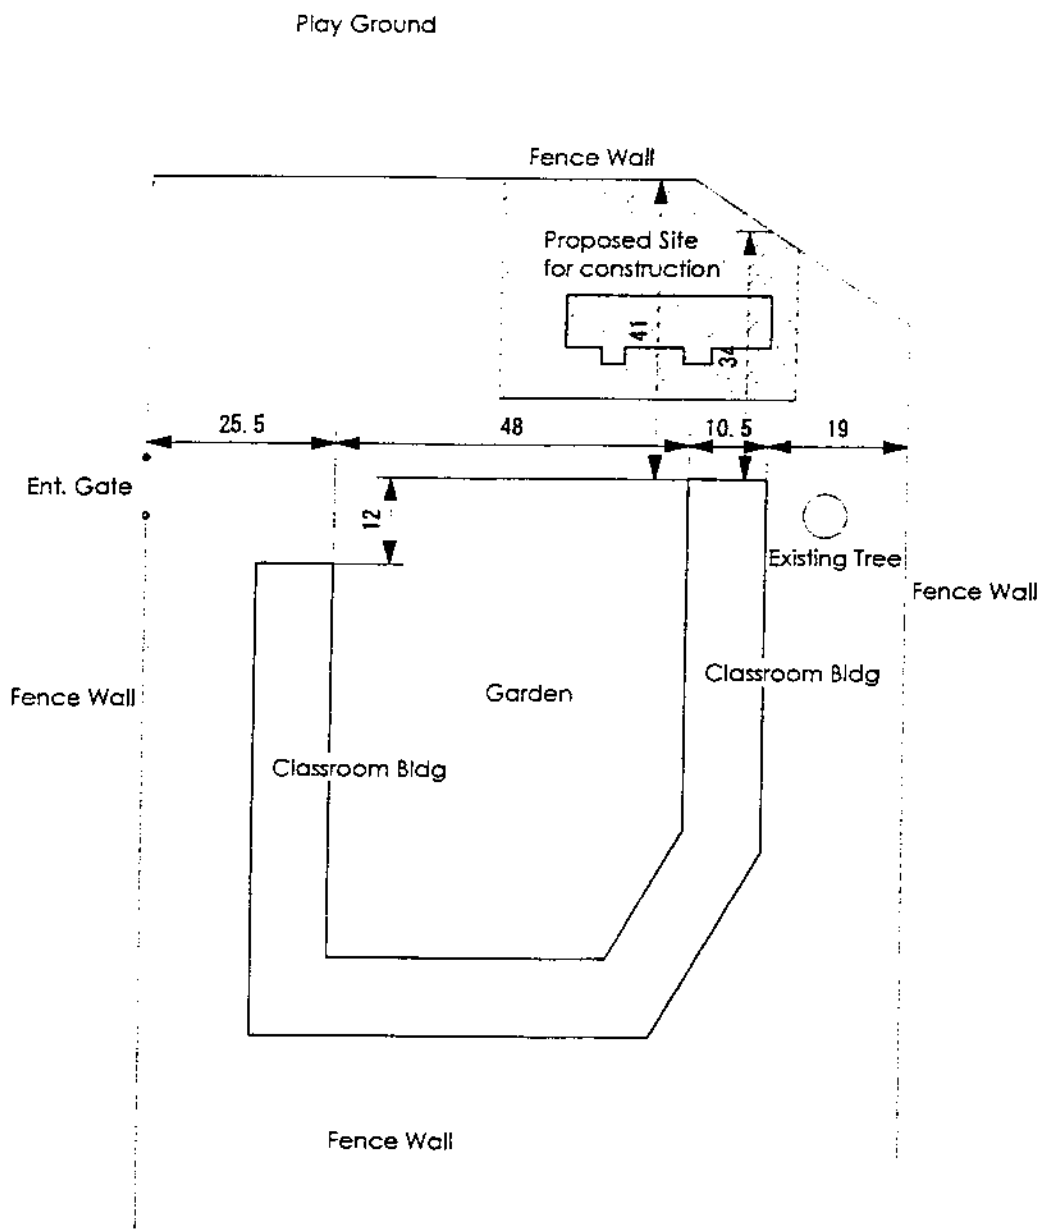 Play Ground
Fence Wall
Proposed Site
for construction
41
34
25.5
48
10.5
19
Ent. Gate
12
Existing Tree
Fence Wall
Classroom Bldg
Fence Wall
Garden
Classroom Bldg
Fence Wall